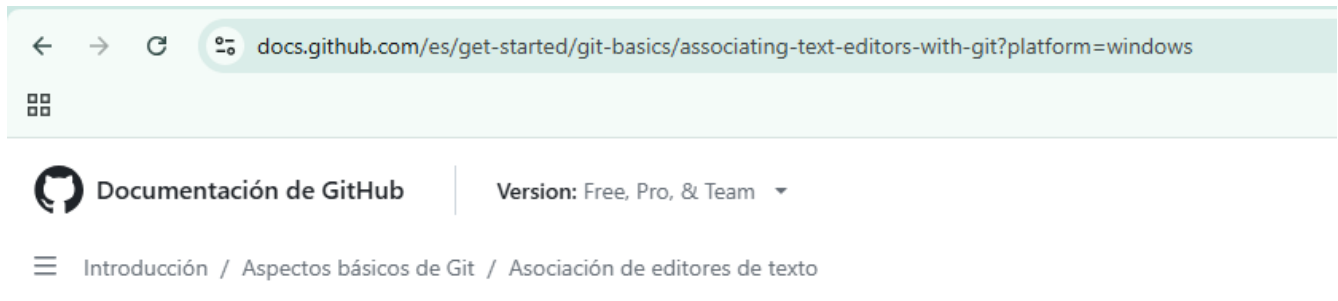 docs.github.com/es/get-started/git-basics/associating-text-editors-with-git?platform=windows
Documentación de GitHub Version: Free, Pro, & Team
Introducción / Aspectos básicos de Git / Asociación de editores de texto